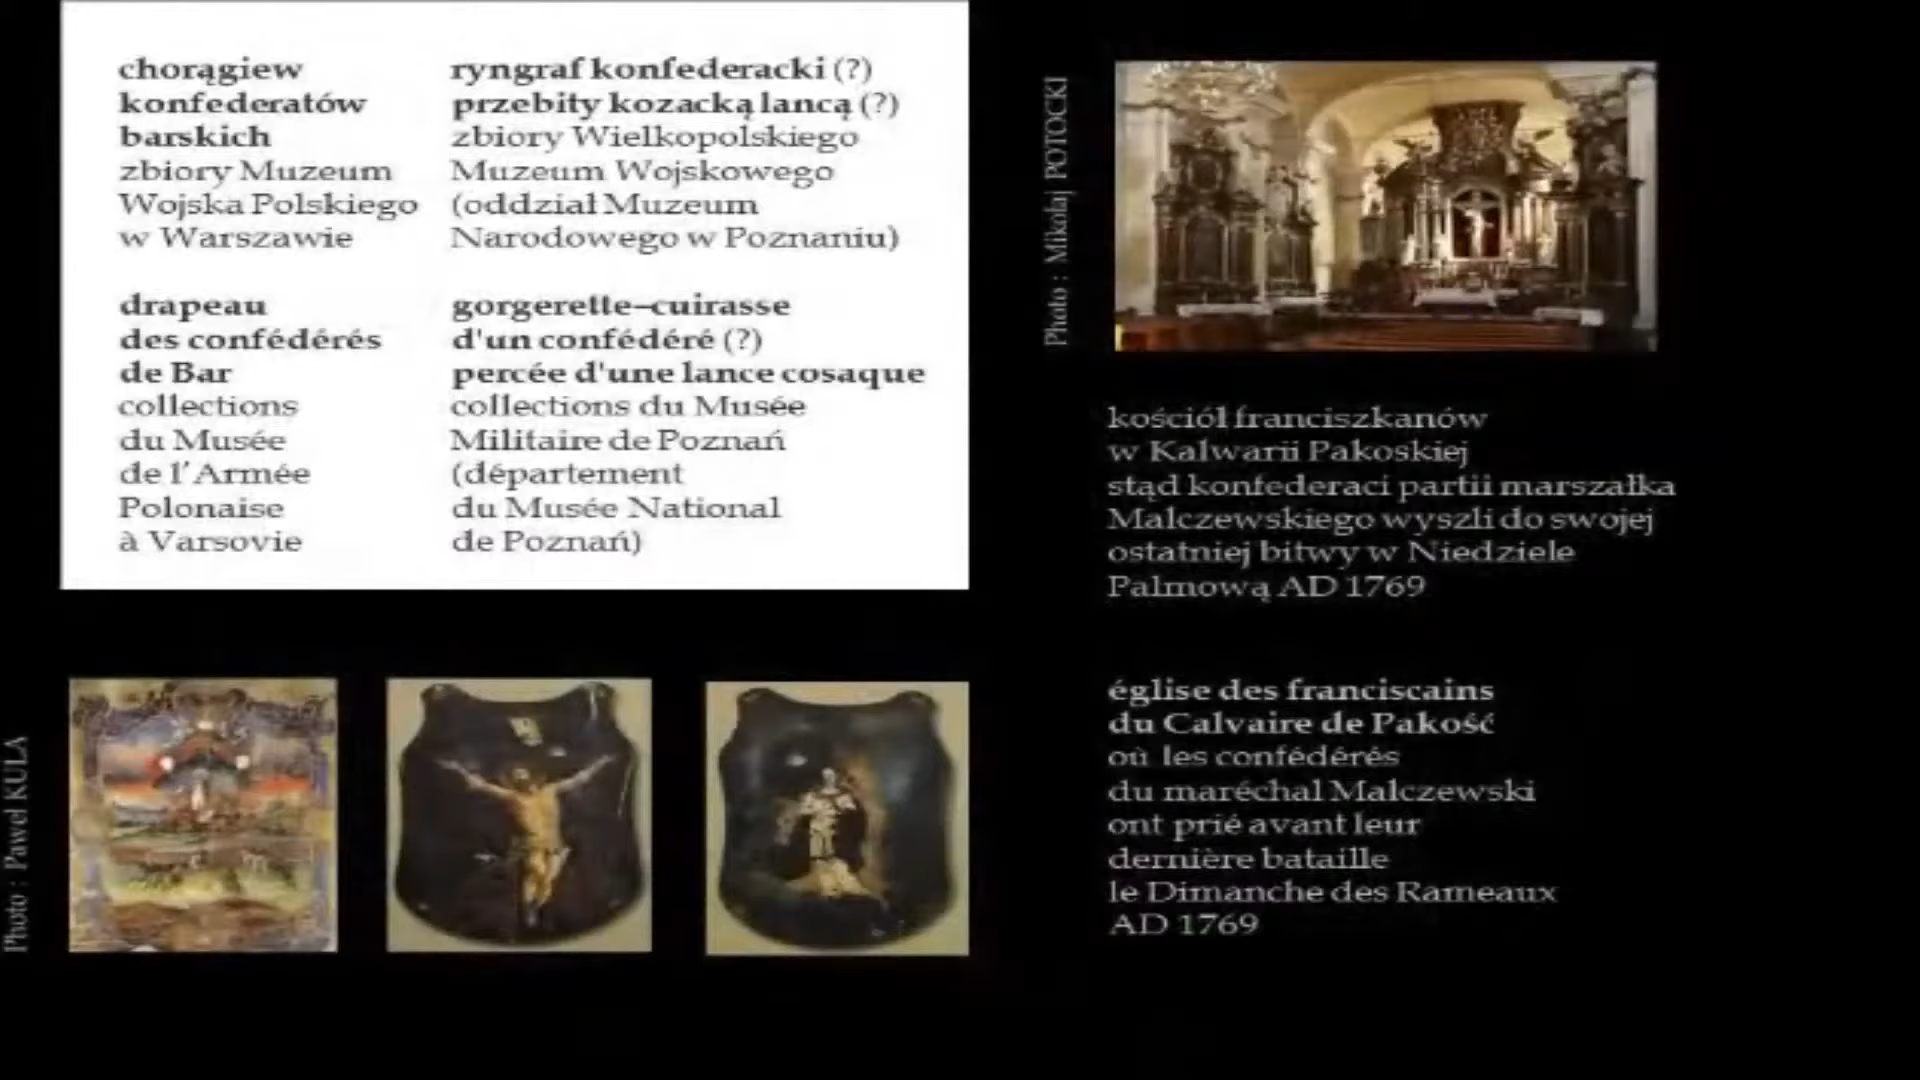 chorągiew
konfederatów
barskich
zbiory Muzeum
Wojska Polskiego
w Warszawie
drapeau
des confédérés
de Bar
collections
du Musée
de l'Armée
Polonaise
à Varsovie
ryngraf konfederacki (?)
przebity kozacką lancą (?)
zbiory Wielkopolskiego
Muzeum Wojskowego
(oddział Muzeum
Narodowego w Poznaniu)
gorgerette-cuirasse
d'un confédéré (?)
percée d'une lance cosaque
collections du Musée
Militaire de Poznań
(département
du Musée National
de Poznań)
Photo : Paweł KULA
Photo : Mikołaj POTOCKI
kościół franciszkanów
w Kalwarii Pakoskiej
stąd konfederaci partii marszałka
Malczewskiego wyszli do swojej
ostatniej bitwy w Niedziele
Palmową AD 1769
église des franciscains
du Calvaire de Pakość
où les confédérés
du maréchal Malczewski
ont prié avant leur
dernière bataille
le Dimanche des Rameaux
AD 1769